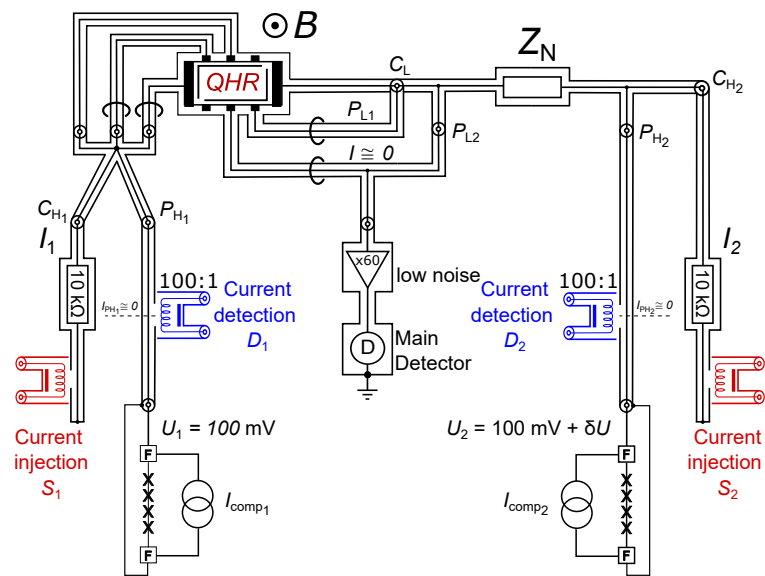 B
QHR
C_L
Z_N
C_H2
P_L1
P_L2
P_H2
I ≅ 0
C_H1
P_H1
I_1
I_2
10 kΩ
100:1
I_PH1≅0
Current
detection
D_1
x60
low noise
D
Main
Detector
100:1
Current
detection
D_2
I_PH2≅0
10 kΩ
Current
injection
S_1
U_1 = 100 mV
U_2 = 100 mV + δU
Current
injection
S_2
F
I_comp1
F
F
I_comp2
F